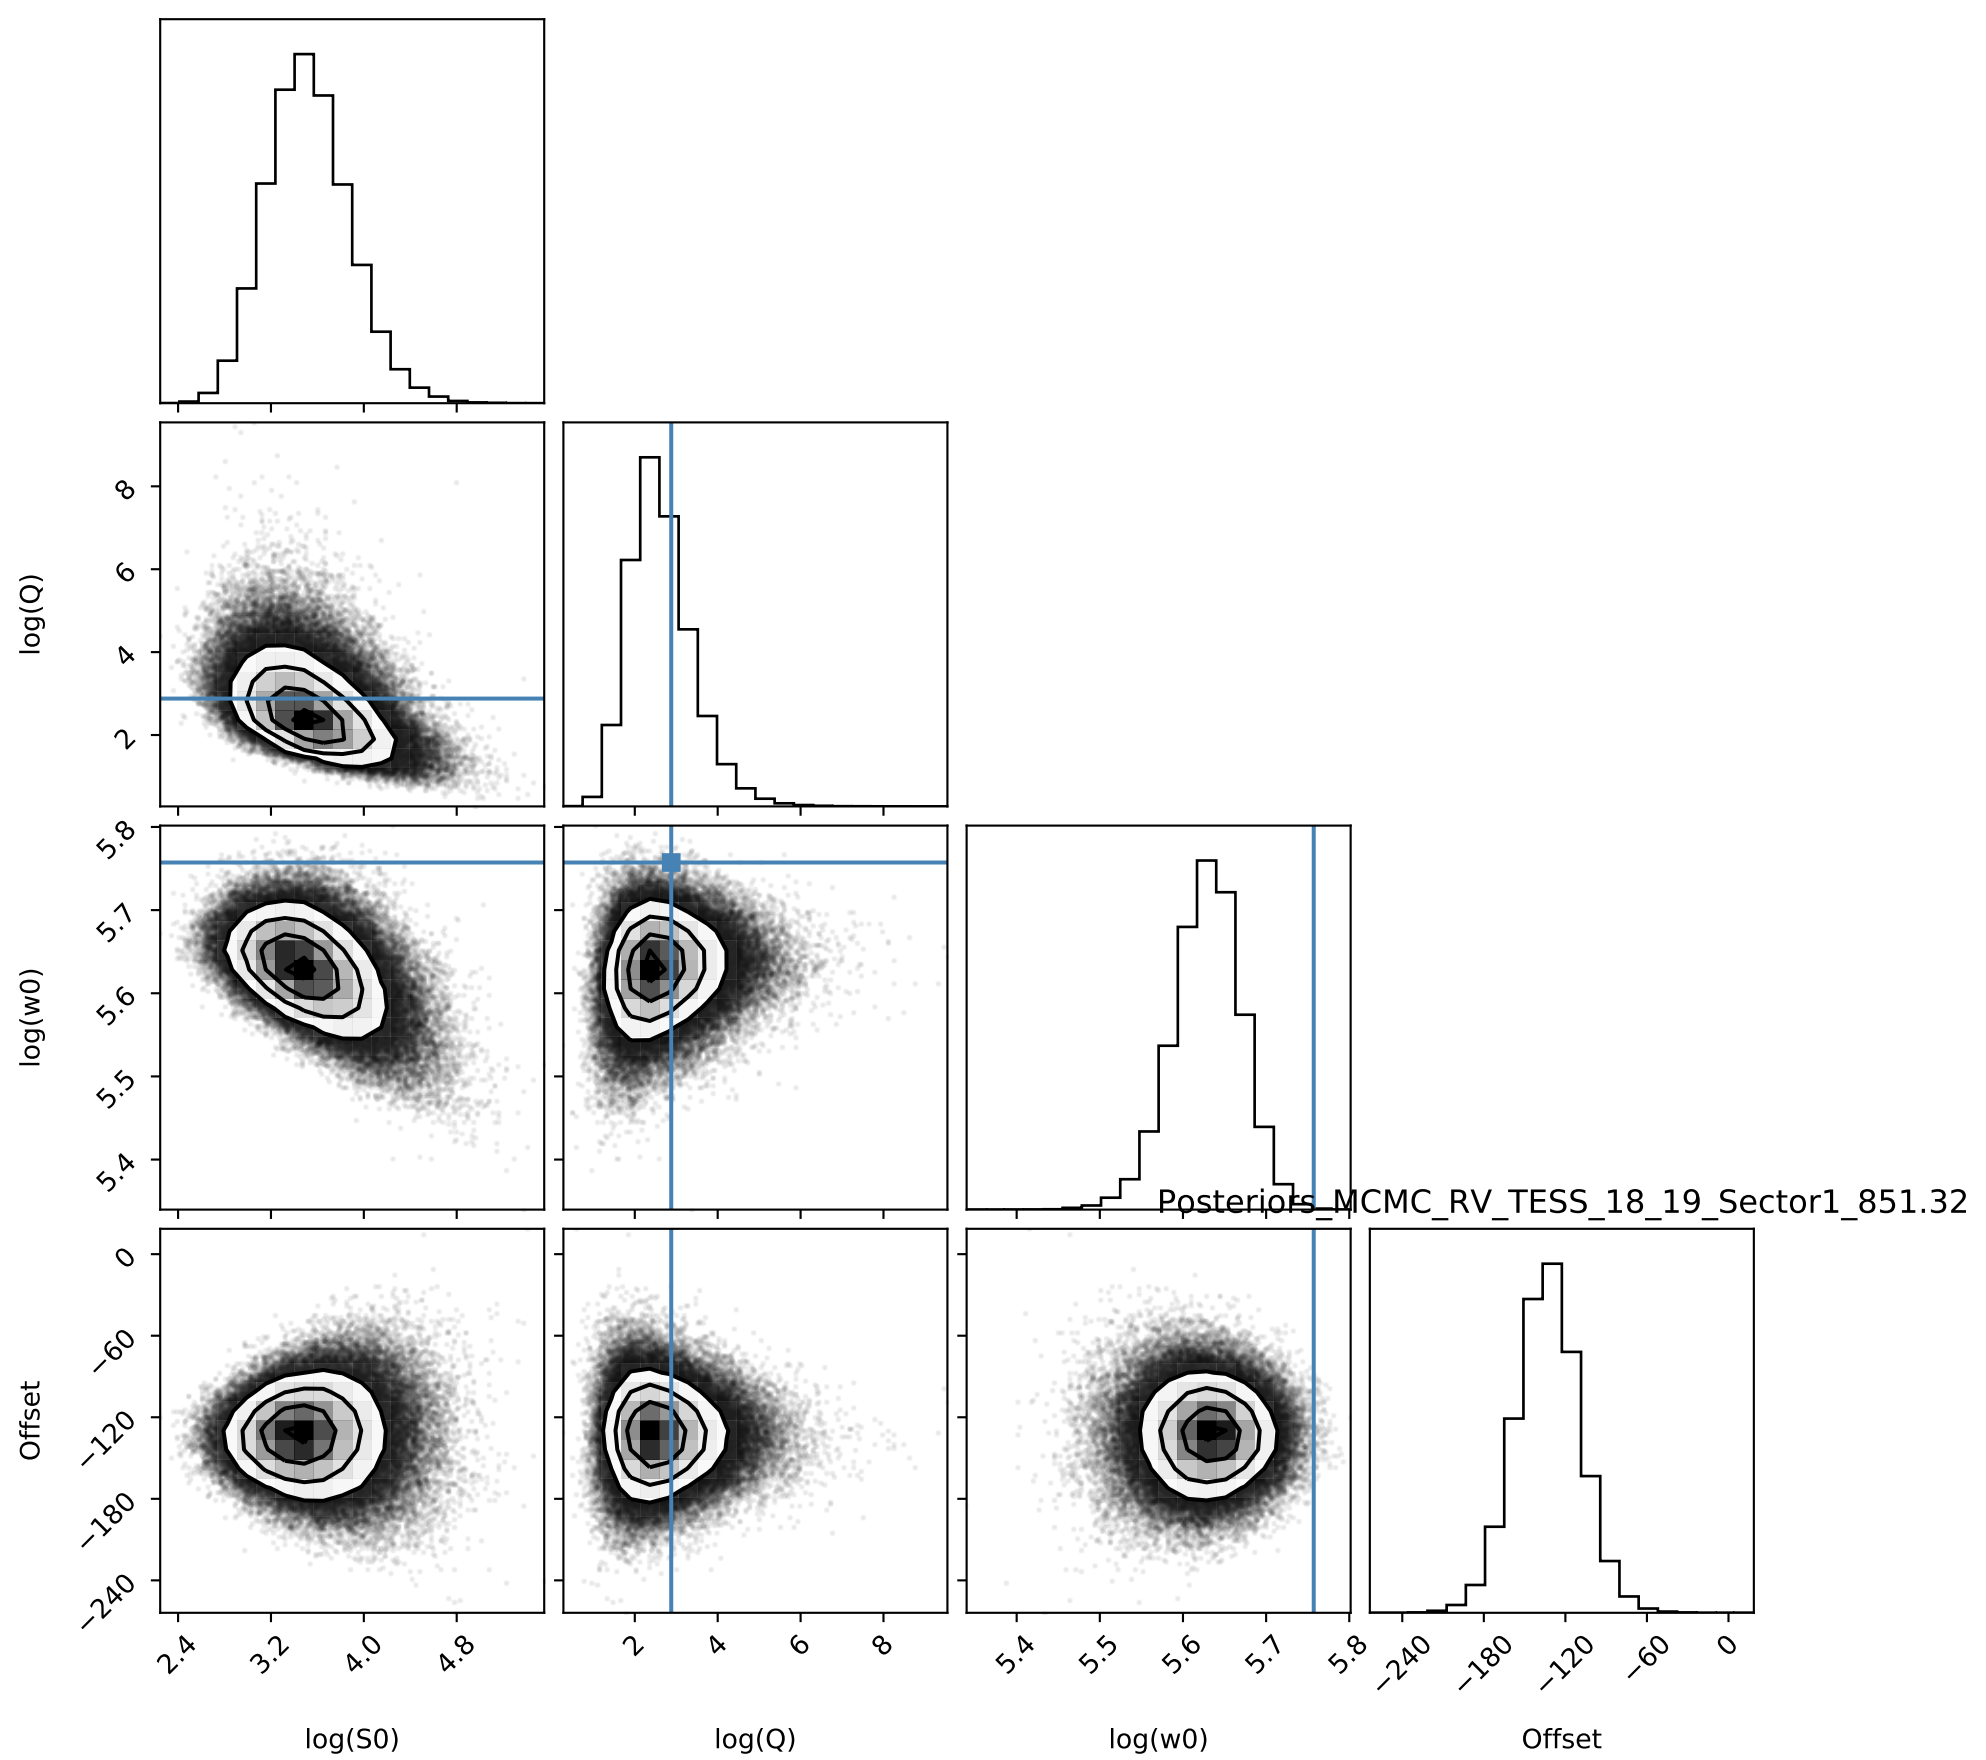 8
6
4
2
log(Q)
5.8
5.7
5.6
5.5
5.4
log(w0)
Posteriors_MCMC_RV_TESS_18_19_Sector1_851.32
0
−60
−120
−180
−240
Offset
2.4 3.2 4.0 4.8
2 4 6 8
5.4 5.5 5.6 5.7 5.8
−240 −180 −120 −60 0
log(S0)
log(Q)
log(w0)
Offset